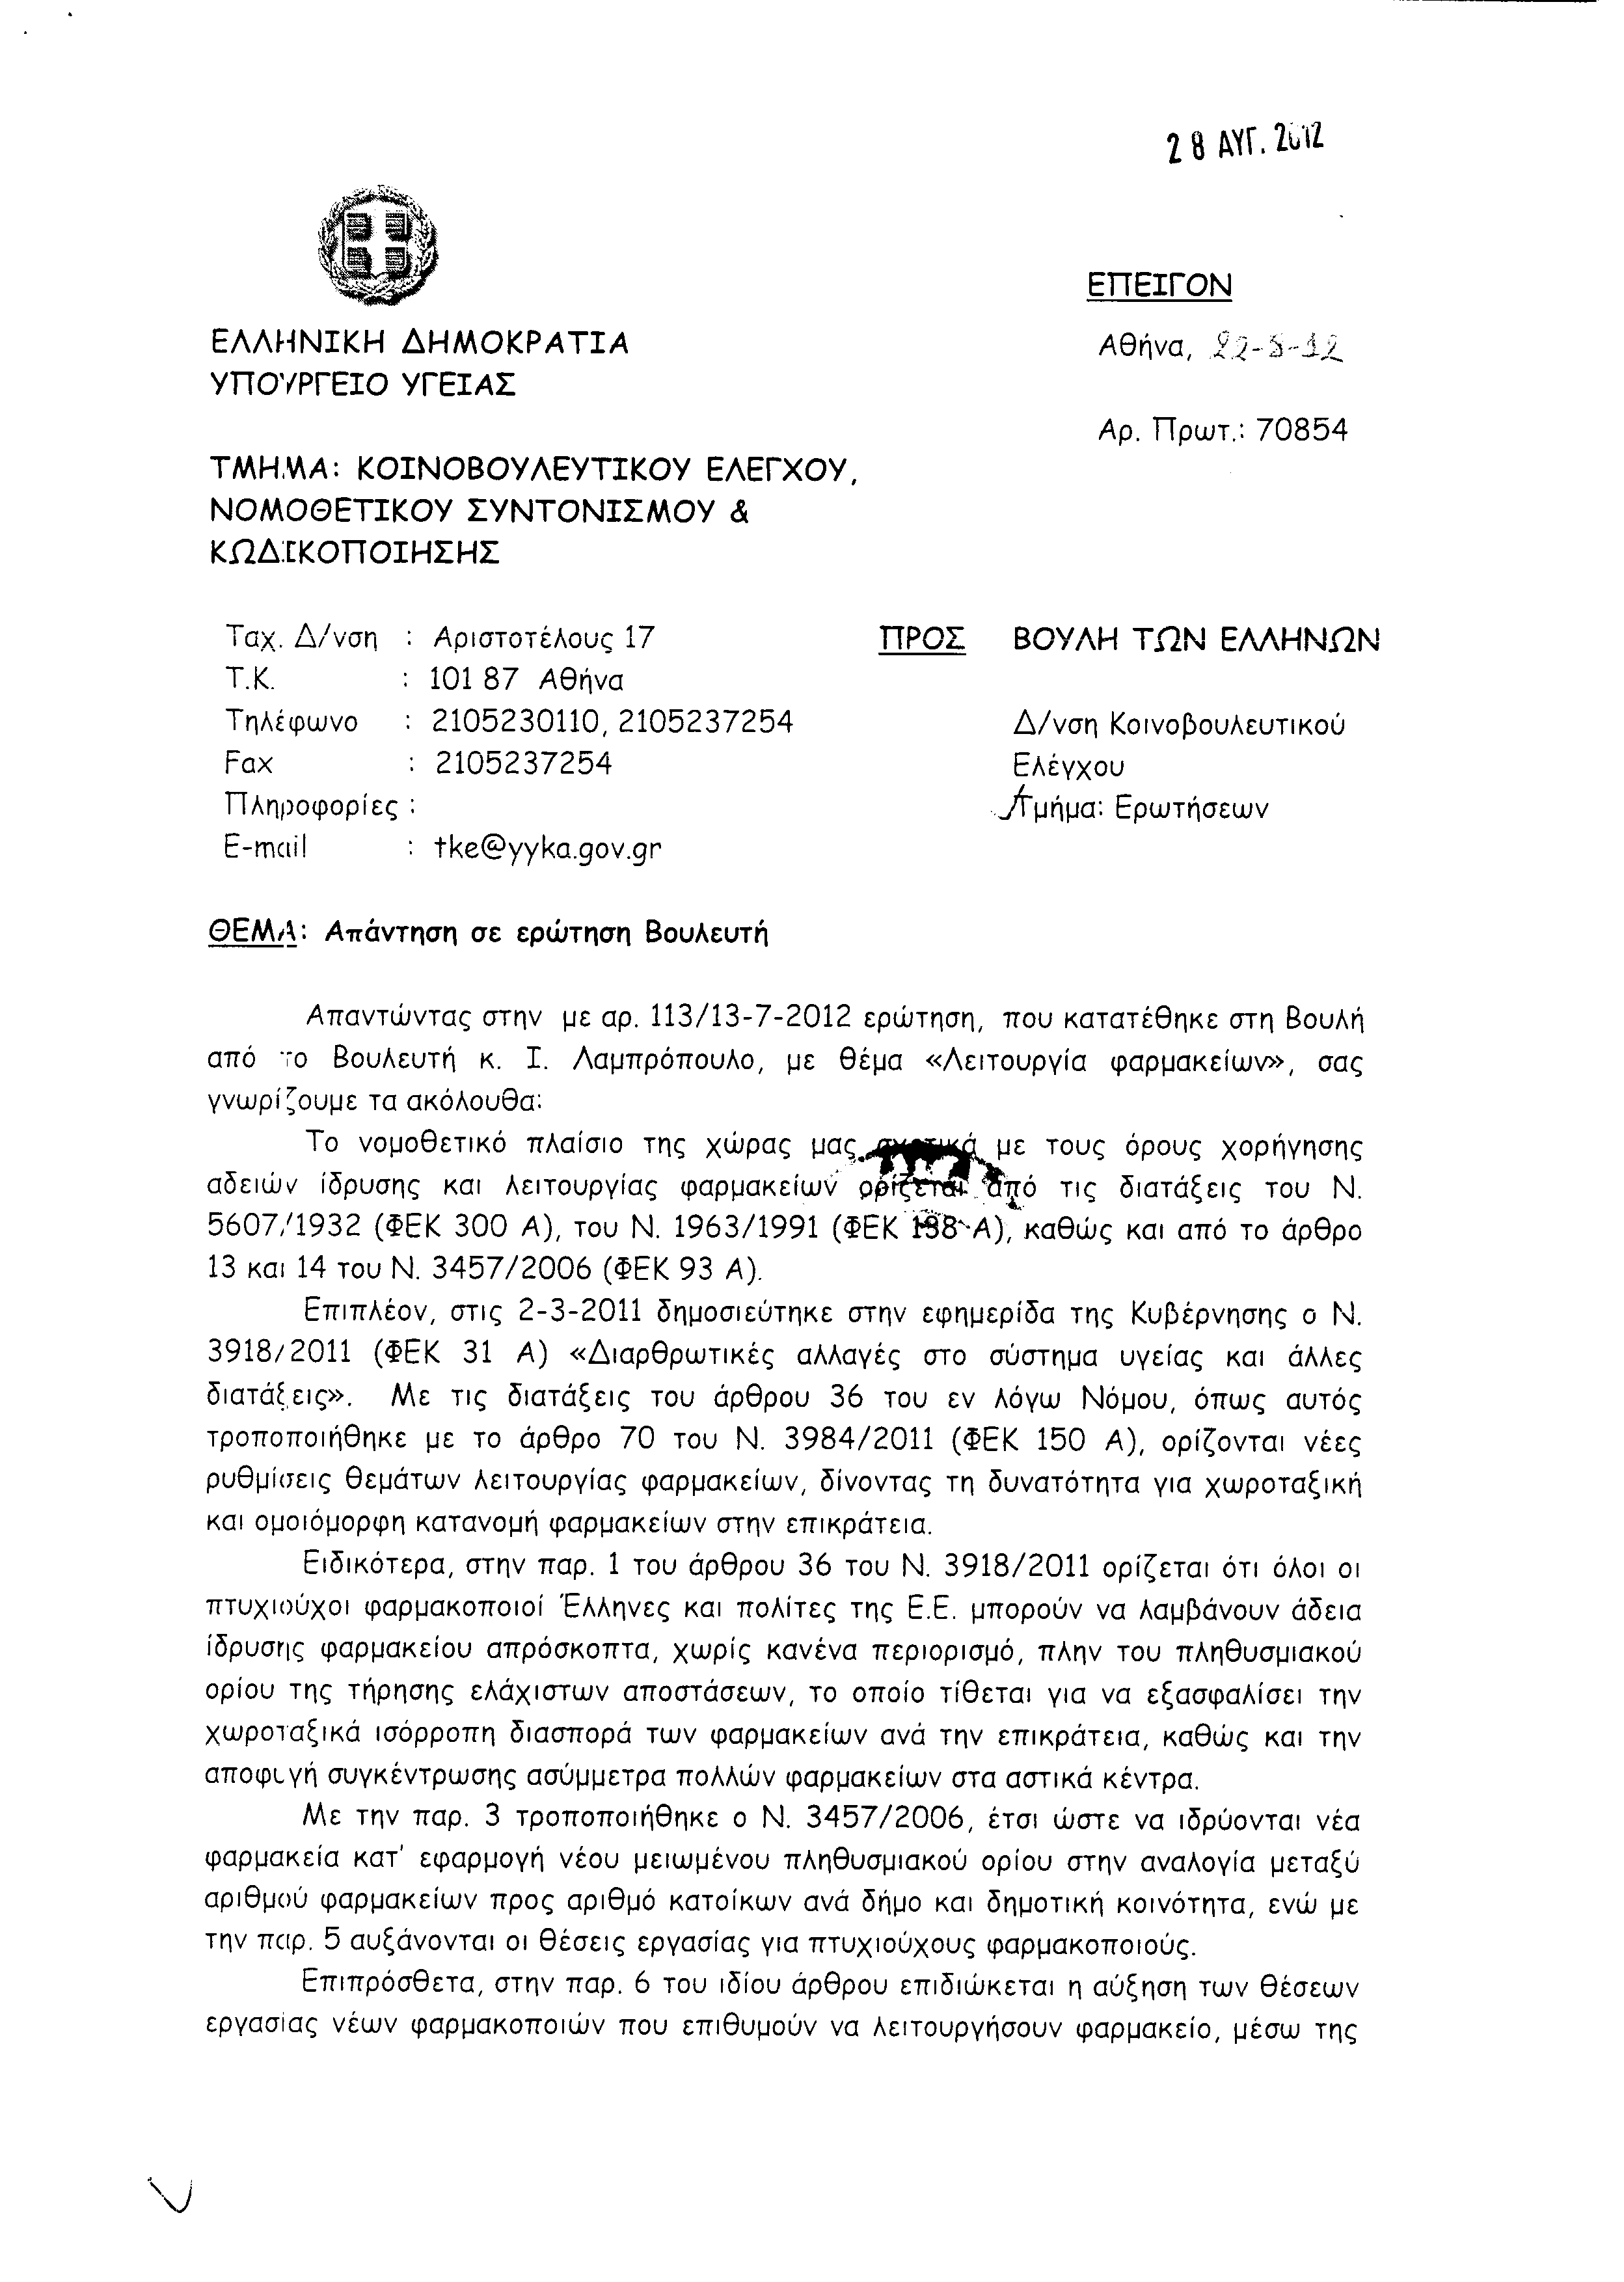 28 ΑΥΓ. 2012
ΕΠΕΙΓΟΝ
ΕΛΛΗΝΙΚΗ ΔΗΜΟΚΡΑΤΙΑ
ΥΠΟΥΡΓΕΙΟ ΥΓΕΙΑΣ
Αθήνα, 22-8-12
Αρ. Πρωτ.: 70854
ΤΜΗΜΑ: ΚΟΙΝΟΒΟΥΛΕΥΤΙΚΟΥ ΕΛΕΓΧΟΥ,
ΝΟΜΟΘΕΤΙΚΟΥ ΣΥΝΤΟΝΙΣΜΟΥ &
ΚΩΔΙΚΟΠΟΙΗΣΗΣ
Ταχ. Δ/νση : Αριστοτέλους 17
Τ.Κ. : 101 87 Αθήνα
Τηλέφωνο : 2105230110, 2105237254
Fax : 2105237254
Πληροφορίες :
E-mail : tke@yyka.gov.gr
ΠΡΟΣ ΒΟΥΛΗ ΤΩΝ ΕΛΛΗΝΩΝ
Δ/νση Κοινοβουλευτικού
Ελέγχου
Τμήμα: Ερωτήσεων
ΘΕΜΑ: Απάντηση σε ερώτηση Βουλευτή
Απαντώντας στην με αρ. 113/13-7-2012 ερώτηση, που κατατέθηκε στη Βουλή
από το Βουλευτή κ. Ι. Λαμπρόπουλο, με θέμα «Λειτουργία φαρμακείων», σας
γνωρίζουμε τα ακόλουθα:
Το νομοθετικό πλαίσιο της χώρας μας σχετικά με τους όρους χορήγησης
αδειών ίδρυσης και λειτουργίας φαρμακείων ορίζεται από τις διατάξεις του Ν.
5607/1932 (ΦΕΚ 300 Α), του Ν. 1963/1991 (ΦΕΚ 138 Α), καθώς και από το άρθρο
13 και 14 του Ν. 3457/2006 (ΦΕΚ 93 Α).
Επιπλέον, στις 2-3-2011 δημοσιεύτηκε στην εφημερίδα της Κυβέρνησης ο Ν.
3918/2011 (ΦΕΚ 31 Α) «Διαρθρωτικές αλλαγές στο σύστημα υγείας και άλλες
διατάξεις». Με τις διατάξεις του άρθρου 36 του εν λόγω Νόμου, όπως αυτός
τροποποιήθηκε με το άρθρο 70 του Ν. 3984/2011 (ΦΕΚ 150 Α), ορίζονται νέες
ρυθμίσεις θεμάτων λειτουργίας φαρμακείων, δίνοντας τη δυνατότητα για χωροταξική
και ομοιόμορφη κατανομή φαρμακείων στην επικράτεια.
Ειδικότερα, στην παρ. 1 του άρθρου 36 του Ν. 3918/2011 ορίζεται ότι όλοι οι
πτυχιούχοι φαρμακοποιοί Έλληνες και πολίτες της Ε.Ε. μπορούν να λαμβάνουν άδεια
ίδρυσης φαρμακείου απρόσκοπτα, χωρίς κανένα περιορισμό, πλην του πληθυσμιακού
ορίου της τήρησης ελάχιστων αποστάσεων, το οποίο τίθεται για να εξασφαλίσει την
χωροταξικά ισόρροπη διασπορά των φαρμακείων ανά την επικράτεια, καθώς και την
αποφυγή συγκέντρωσης ασύμμετρα πολλών φαρμακείων στα αστικά κέντρα.
Με την παρ. 3 τροποποιήθηκε ο Ν. 3457/2006, έτσι ώστε να ιδρύονται νέα
φαρμακεία κατ' εφαρμογή νέου μειωμένου πληθυσμιακού ορίου στην αναλογία μεταξύ
αριθμού φαρμακείων προς αριθμό κατοίκων ανά δήμο και δημοτική κοινότητα, ενώ με
την παρ. 5 αυξάνονται οι θέσεις εργασίας για πτυχιούχους φαρμακοποιούς.
Επιπρόσθετα, στην παρ. 6 του ιδίου άρθρου επιδιώκεται η αύξηση των θέσεων
εργασίας νέων φαρμακοποιών που επιθυμούν να λειτουργήσουν φαρμακείο, μέσω της